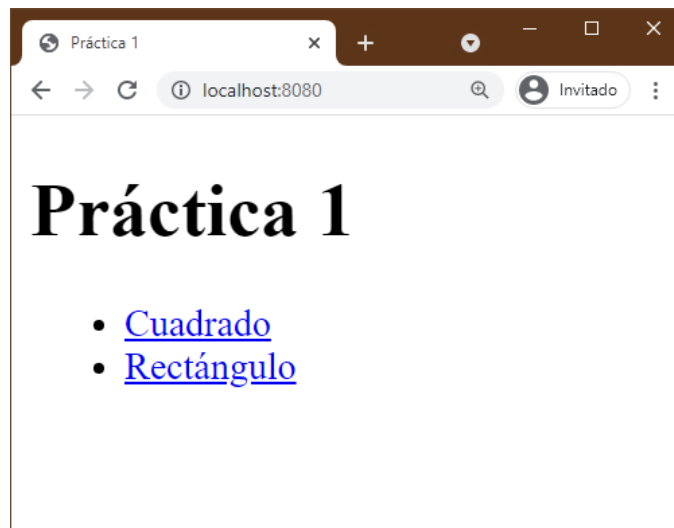 Práctica 1
localhost:8080
Invitado
Práctica 1
Cuadrado
Rectángulo